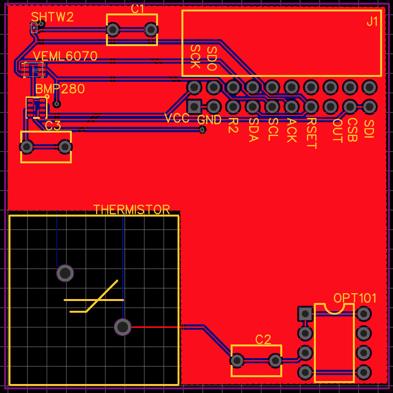 C1
J1
SHTW2
SCK
SDO
VEML6070
BMP280
VCC
GND
R2
SDA
SCL
ACK
RSET
OUT
CSB
SDI
C3
THERMISTOR
OPT101
C2